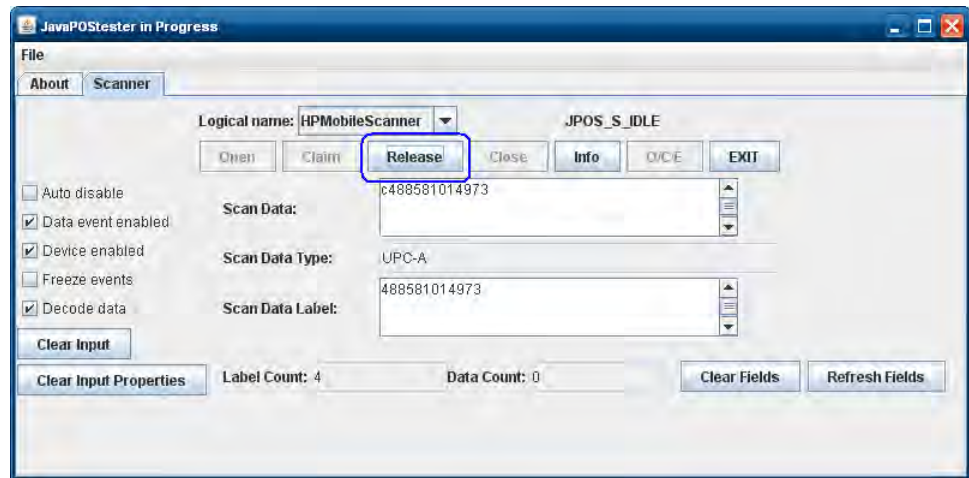 JavaPOStester in Progress
File
About Scanner
Logical name: HPMobileScanner JPOS_S_IDLE
Open Claim Release Close Info O/C/E EXIT
Auto disable
Data event enabled
Device enabled
Freeze events
Decode data
Scan Data: c488581014973
Scan Data Type: UPC-A
Scan Data Label: 488581014973
Clear Input
Clear Input Properties Label Count: 4 Data Count: 0 Clear Fields Refresh Fields